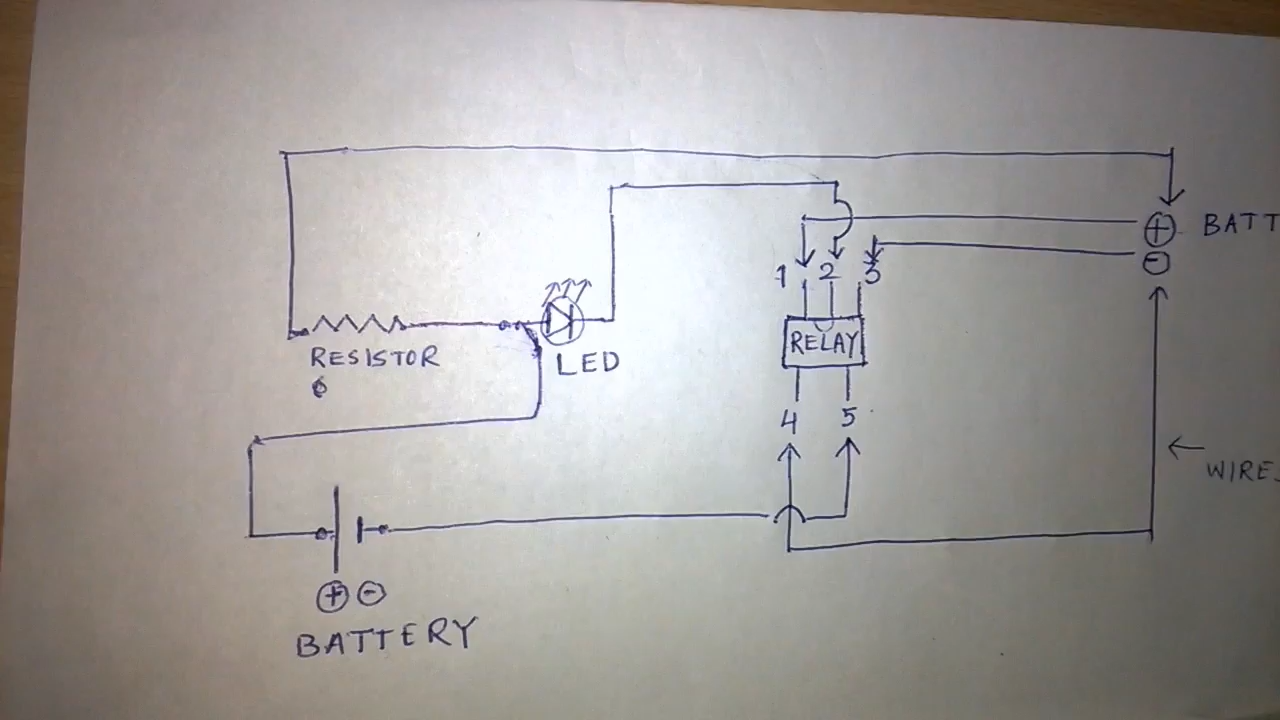 BATT
1 2 3
RELAY
RESISTOR
LED
4 5
WIRE
BATTERY